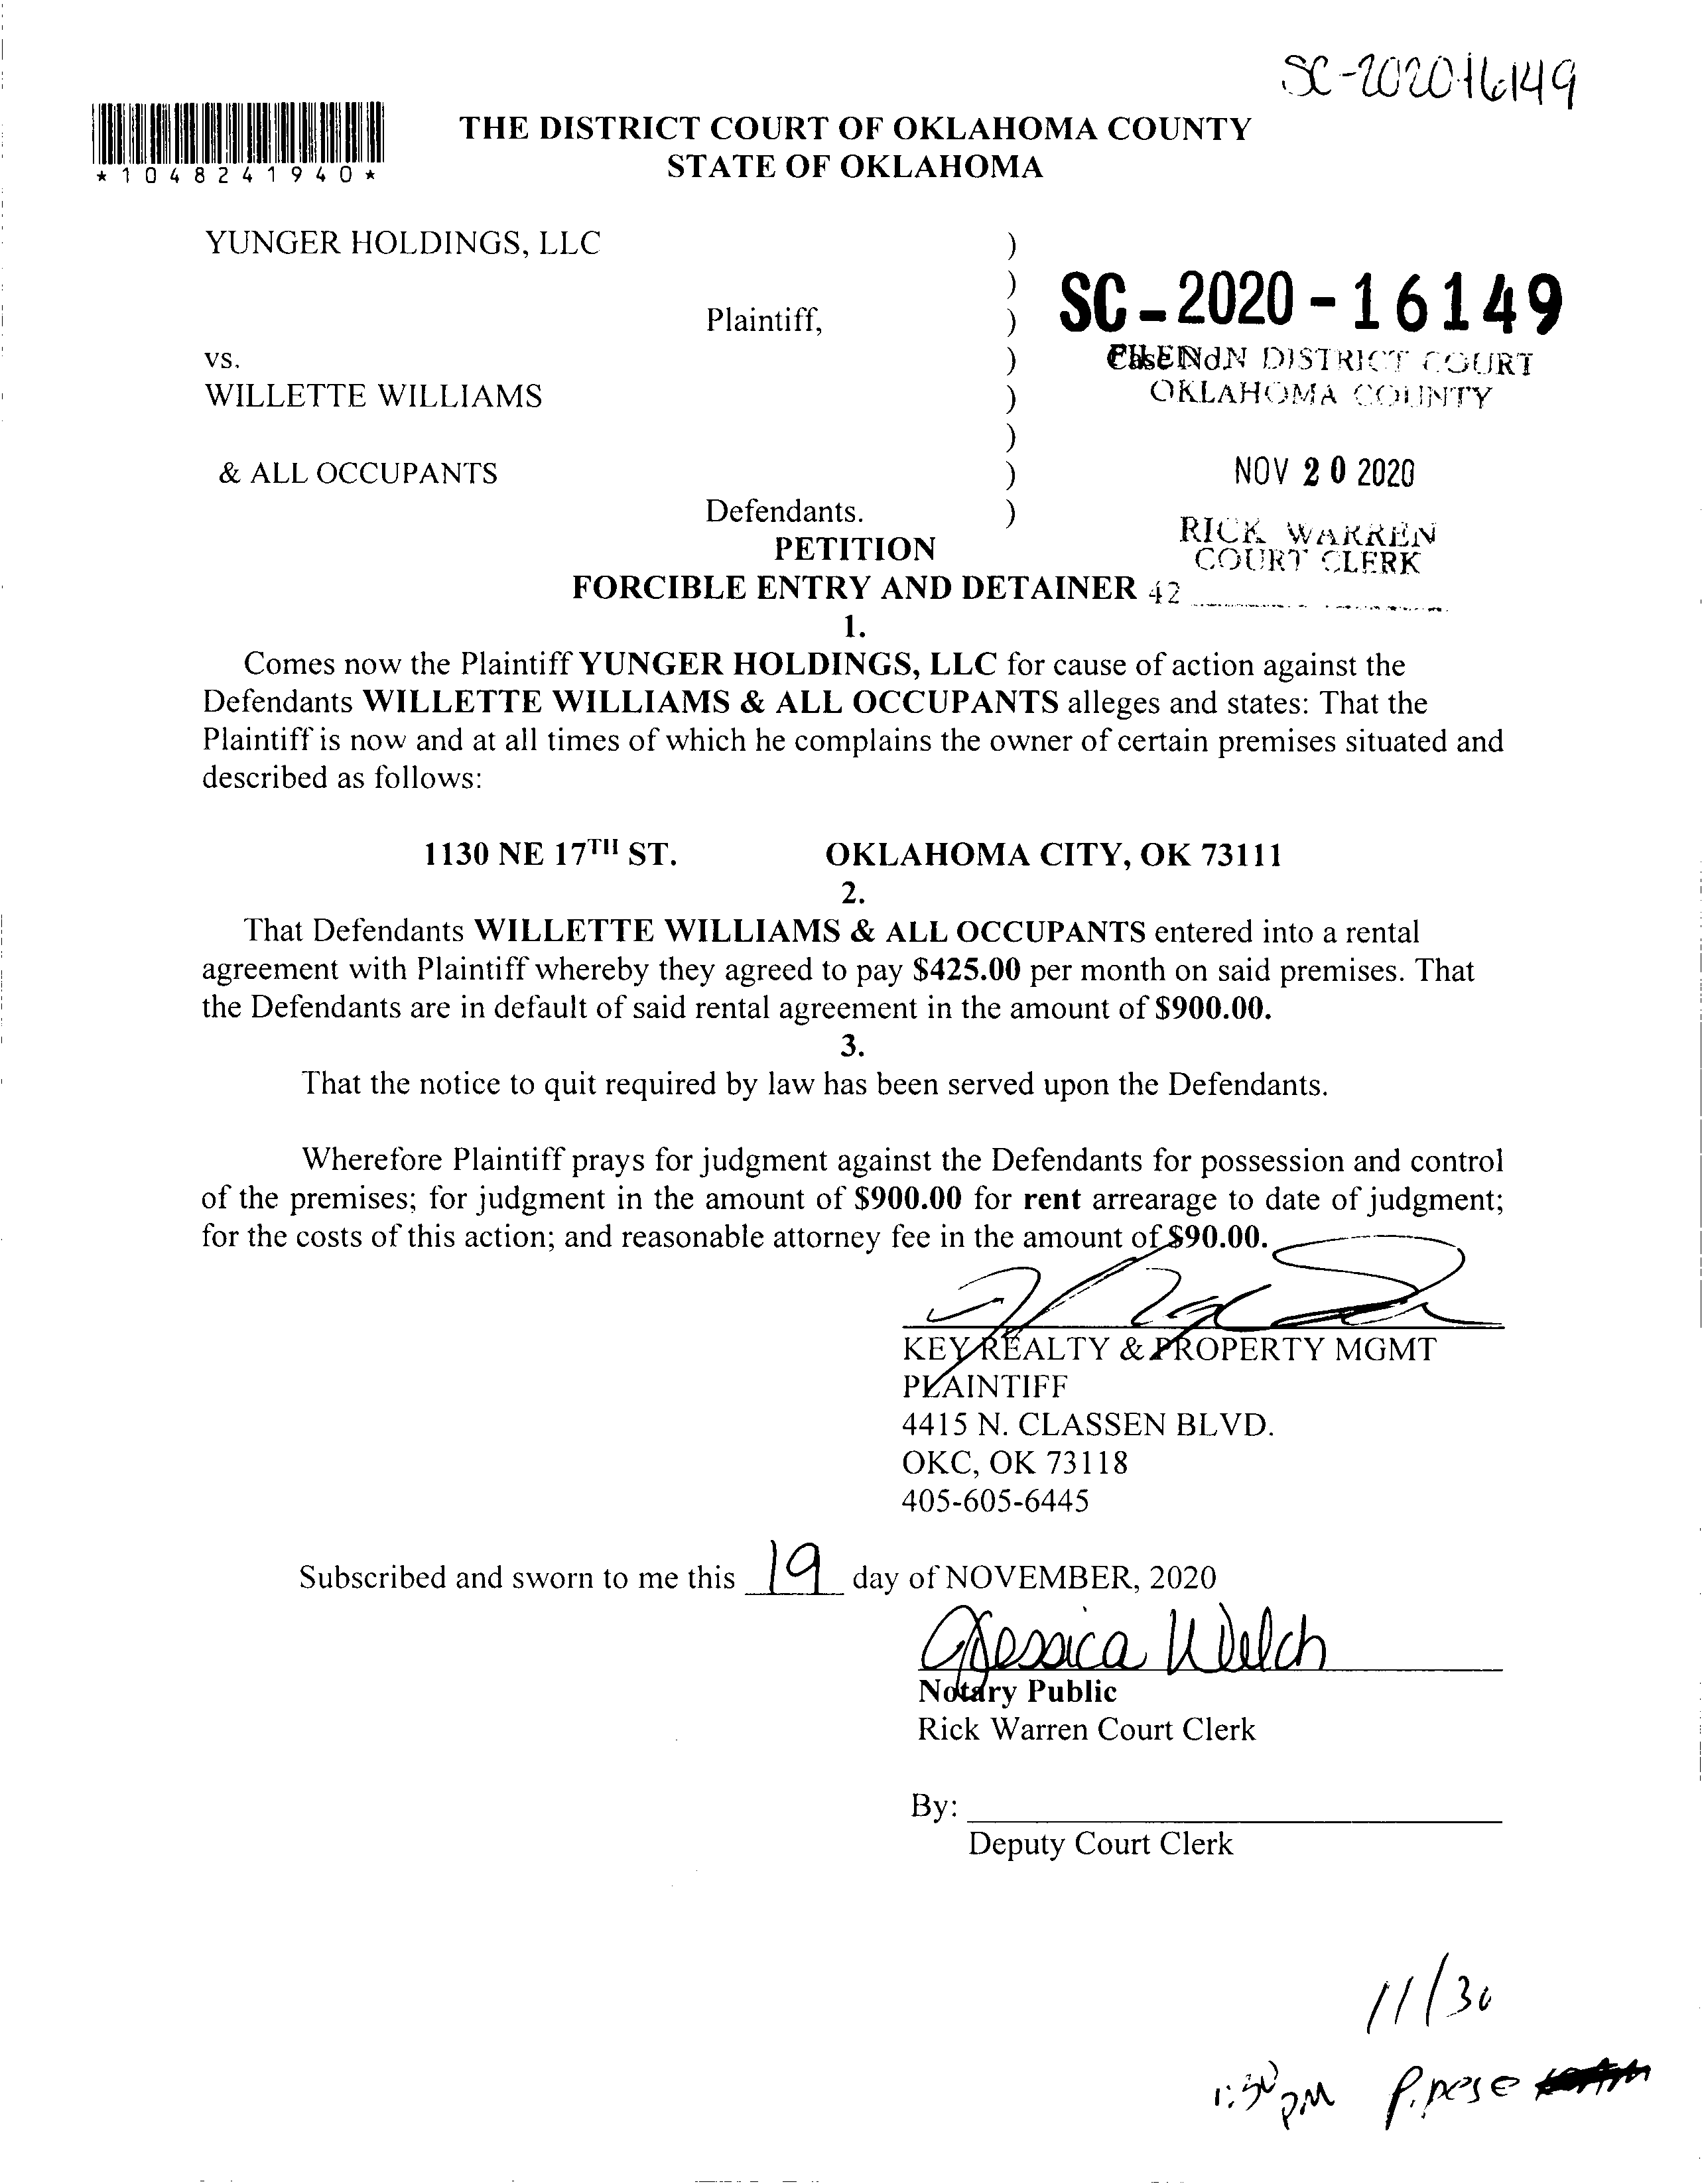 SC-2020-16149
*1048241940*
THE DISTRICT COURT OF OKLAHOMA COUNTY
STATE OF OKLAHOMA
YUNGER HOLDINGS, LLC )
)
Plaintiff, )
SC-2020-16149
vs. )
FILED IN DISTRICT COURT
Case No.
WILLETTE WILLIAMS )
OKLAHOMA COUNTY
)
& ALL OCCUPANTS )
NOV 20 2020
Defendants. )
RICK WARREN
PETITION
COURT CLERK
FORCIBLE ENTRY AND DETAINER 42
1.
Comes now the Plaintiff YUNGER HOLDINGS, LLC for cause of action against the
Defendants WILLETTE WILLIAMS & ALL OCCUPANTS alleges and states: That the
Plaintiff is now and at all times of which he complains the owner of certain premises situated and
described as follows:
1130 NE 17TH ST. OKLAHOMA CITY, OK 73111
2.
That Defendants WILLETTE WILLIAMS & ALL OCCUPANTS entered into a rental
agreement with Plaintiff whereby they agreed to pay $425.00 per month on said premises. That
the Defendants are in default of said rental agreement in the amount of $900.00.
3.
That the notice to quit required by law has been served upon the Defendants.
Wherefore Plaintiff prays for judgment against the Defendants for possession and control
of the premises; for judgment in the amount of $900.00 for rent arrearage to date of judgment;
for the costs of this action; and reasonable attorney fee in the amount of $90.00.
KEY REALTY & PROPERTY MGMT
PLAINTIFF
4415 N. CLASSEN BLVD.
OKC, OK 73118
405-605-6445
Subscribed and sworn to me this 19 day of NOVEMBER, 2020
Jessica Welch
Notary Public
Rick Warren Court Clerk
By:
Deputy Court Clerk
11/30
1:30 PM